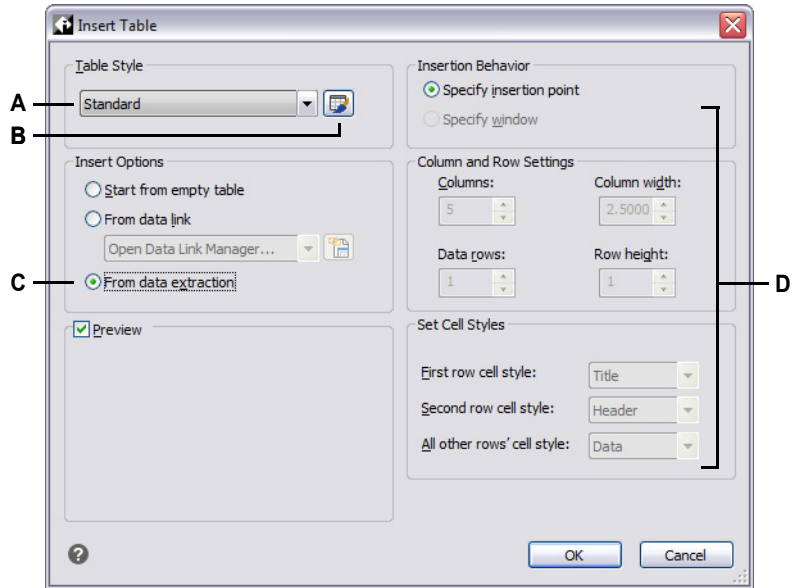 Insert Table
Table Style
A
Standard
B
Insert Options
Start from empty table
From data link
Open Data Link Manager...
C
From data extraction
Preview
Insertion Behavior
Specify insertion point
Specify window
Column and Row Settings
Columns:
Column width:
5
2.5000
Data rows:
Row height:
1
1
D
Set Cell Styles
First row cell style:
Title
Second row cell style:
Header
All other rows' cell style:
Data
?
OK
Cancel